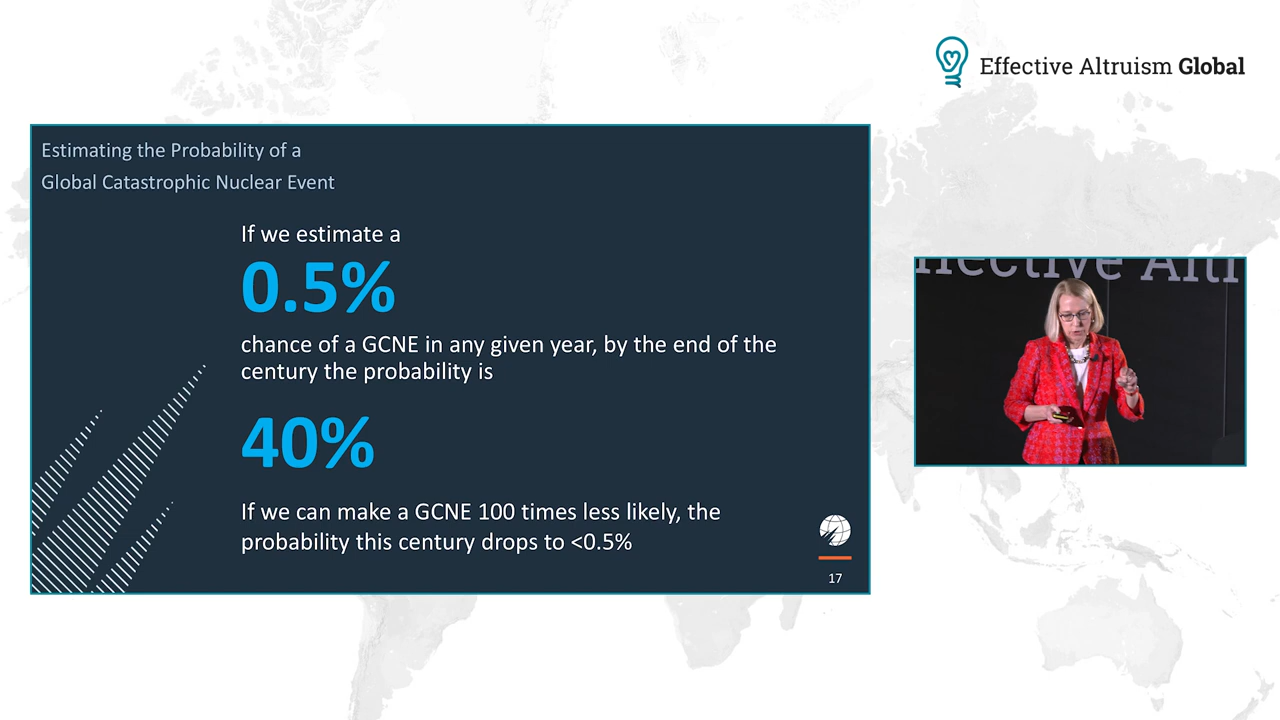 Effective Altruism Global
Estimating the Probability of a
Global Catastrophic Nuclear Event
If we estimate a
0.5%
chance of a GCNE in any given year, by the end of the
century the probability is
40%
If we can make a GCNE 100 times less likely, the
probability this century drops to <0.5%
17